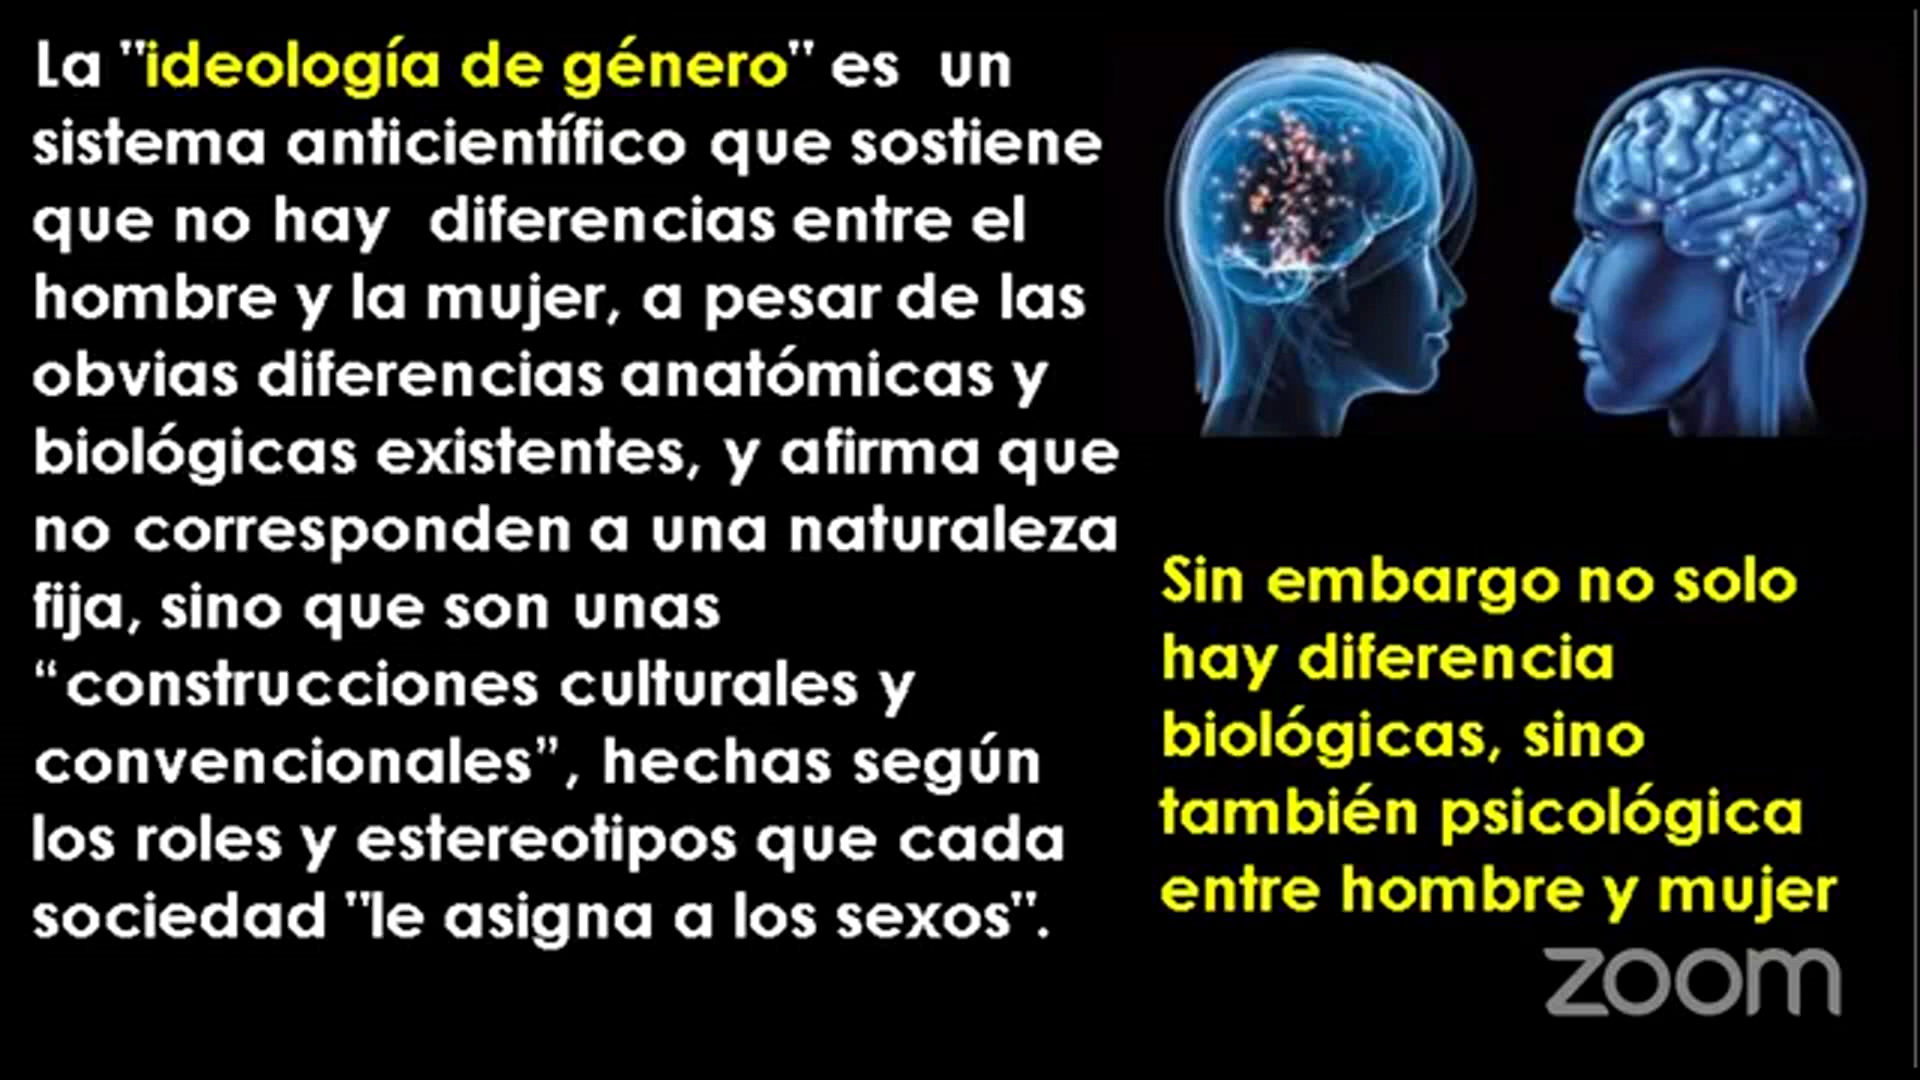 La "ideología de género" es un
sistema anticientífico que sostiene
que no hay diferencias entre el
hombre y la mujer, a pesar de las
obvias diferencias anatómicas y
biológicas existentes, y afirma que
no corresponden a una naturaleza
fija, sino que son unas
“construcciones culturales y
convencionales”, hechas según
los roles y estereotipos que cada
sociedad "le asigna a los sexos".
Sin embargo no solo
hay diferencia
biológicas, sino
también psicológica
entre hombre y mujer
zoom